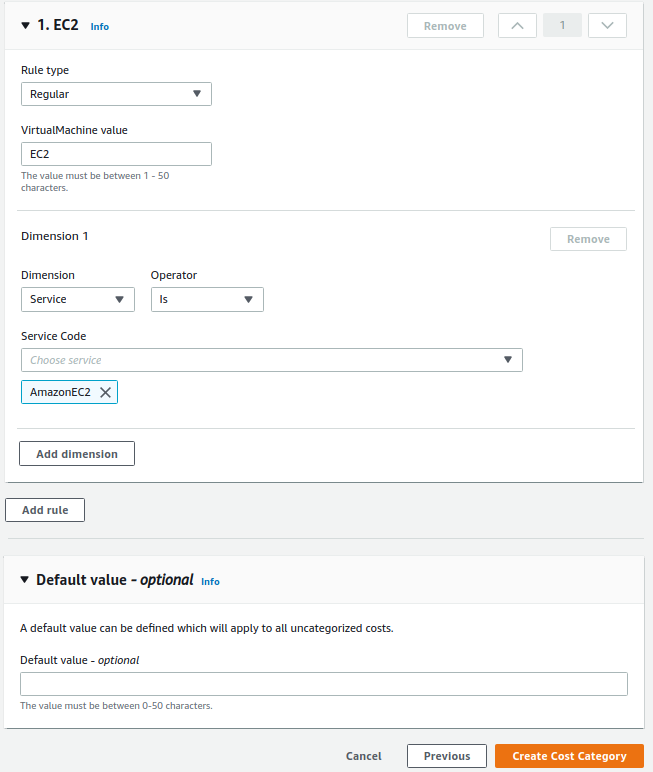 1. EC2 Info Remove 1
Rule type
Regular
VirtualMachine value
EC2
The value must be between 1 - 50
characters.
Dimension 1
Remove
Dimension Operator
Service Is
Service Code
Choose service
AmazonEC2
Add dimension
Add rule
Default value - optional Info
A default value can be defined which will apply to all uncategorized costs.
Default value - optional
The value must be between 0-50 characters.
Cancel Previous Create Cost Category